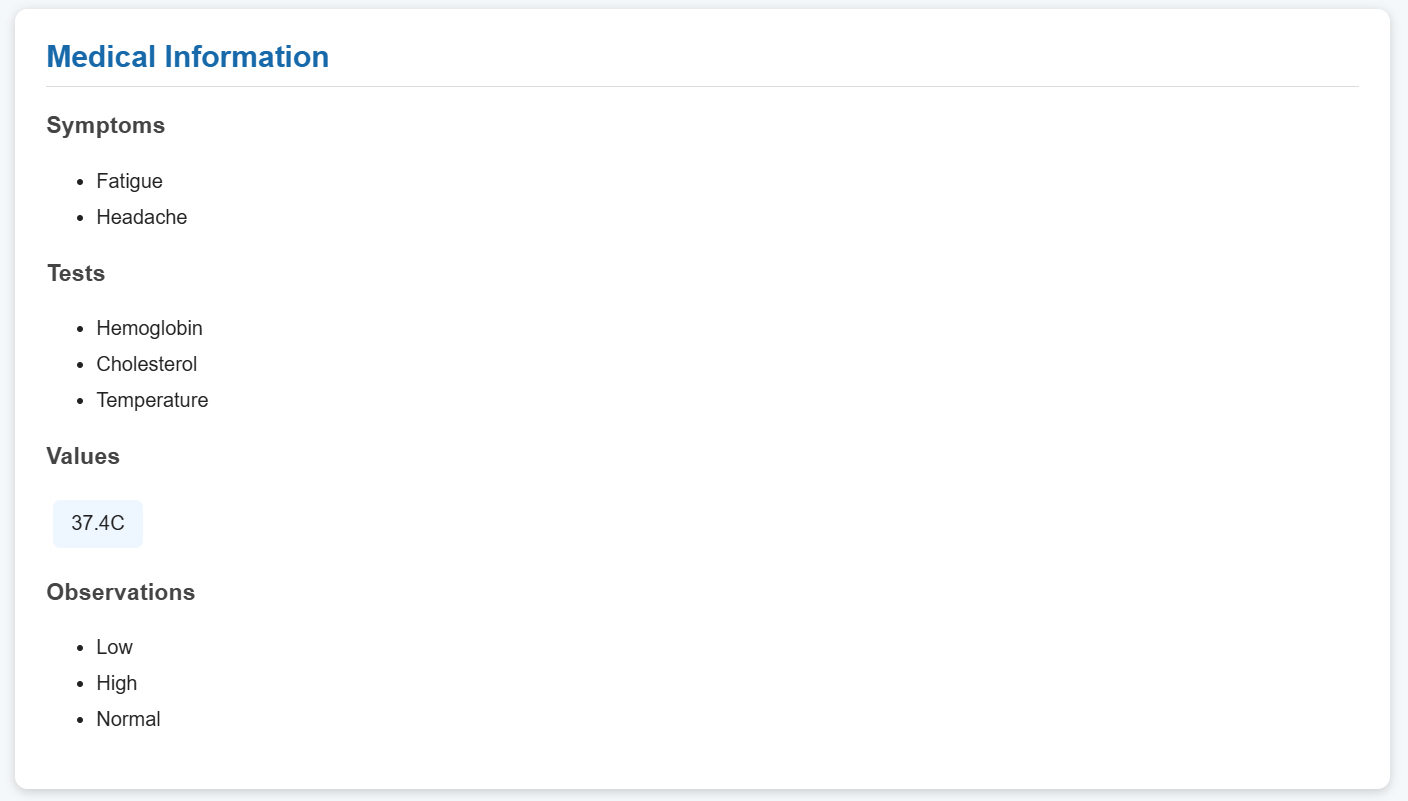 Medical Information
Symptoms
Fatigue
Headache
Tests
Hemoglobin
Cholesterol
Temperature
Values
37.4C
Observations
Low
High
Normal